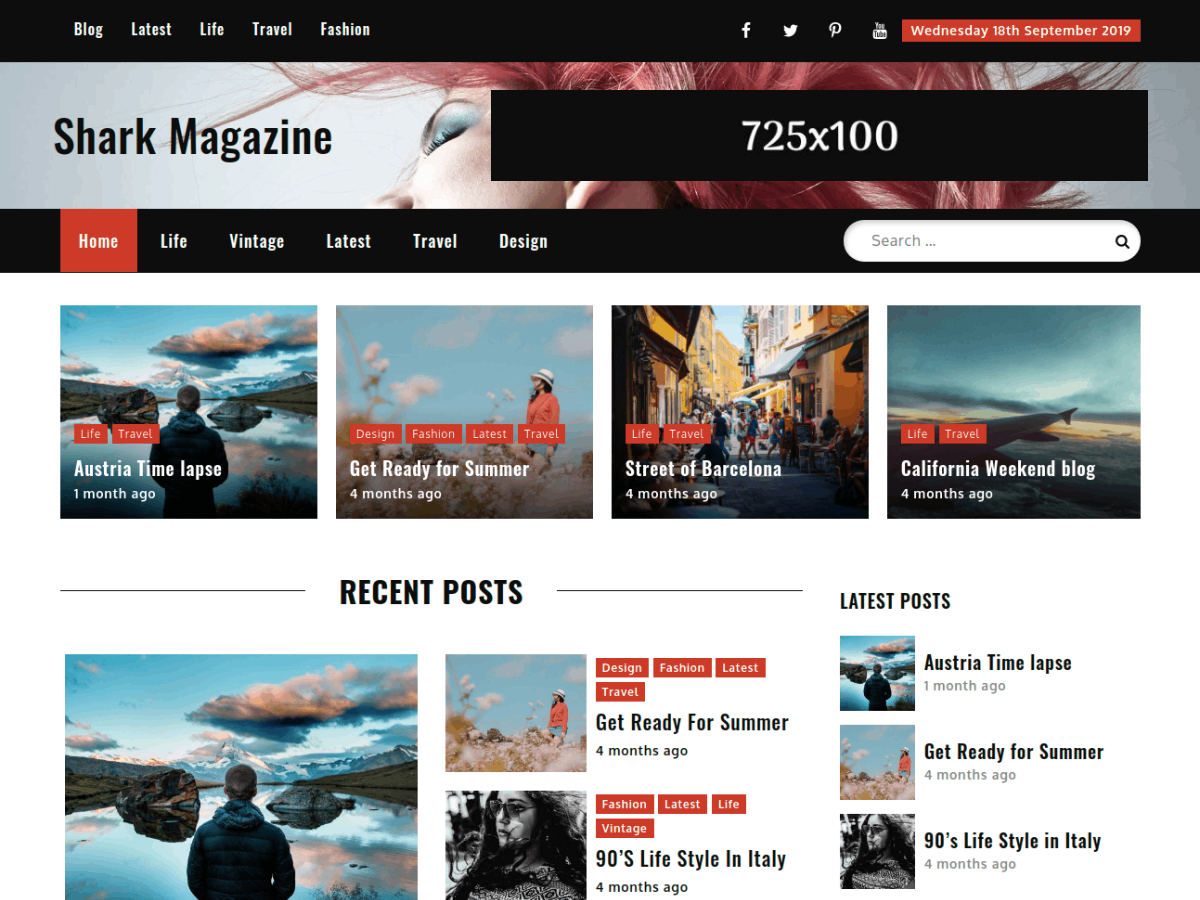 Blog Latest Life Travel Fashion
You Tube
Wednesday 18th September 2019
Shark Magazine
725x100
Home Life Vintage Latest Travel Design
Search ...
Life Travel
Austria Time lapse
1 month ago
Design Fashion Latest Travel
Get Ready for Summer
4 months ago
Life Travel
Street of Barcelona
4 months ago
Life Travel
California Weekend blog
4 months ago
RECENT POSTS
Design Fashion Latest
Travel
Get Ready For Summer
4 months ago
Fashion Latest Life
Vintage
90’S Life Style In Italy
4 months ago
LATEST POSTS
Austria Time lapse
1 month ago
Get Ready for Summer
4 months ago
90’s Life Style in Italy
4 months ago